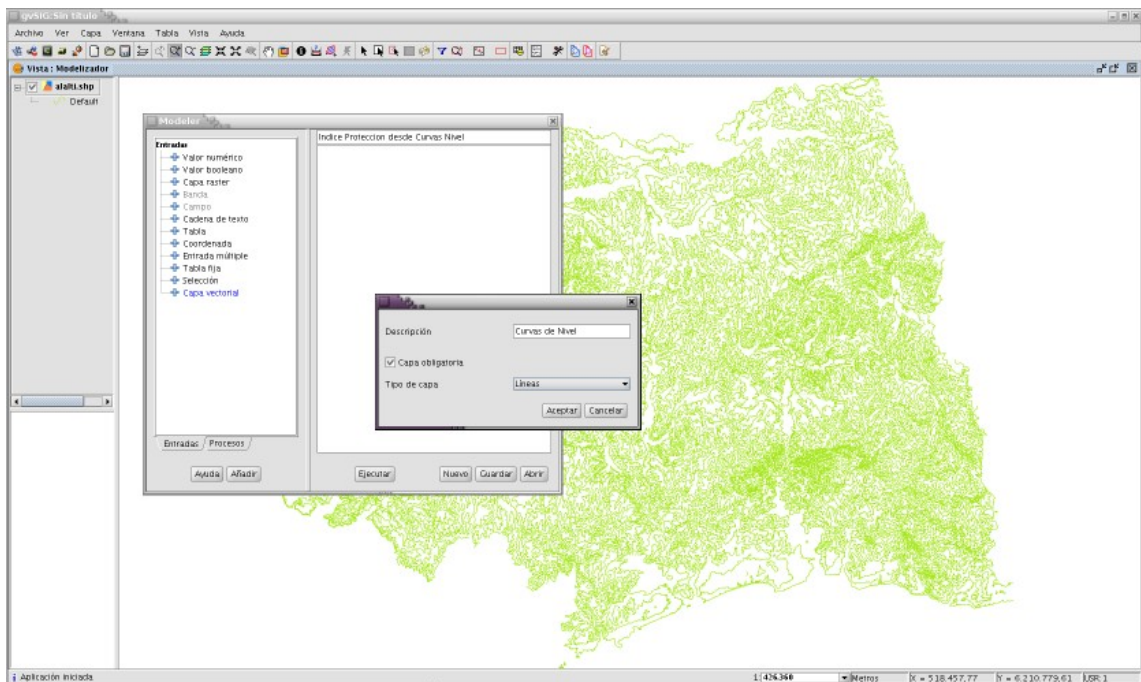 gvSIG:Sin título
Archivo Ver Capa Ventana Tabla Vista Ayuda
Vista : Modelizador
alalti.shp
Default
Modeler
Entradas
Valor numérico
Valor booleano
Capa raster
Banda
Campo
Cadena de texto
Tabla
Coordenada
Entrada múltiple
Tabla fija
Selección
Capa vectorial
Entradas Procesos
Ayuda Añadir
Indice Proteccion desde Curvas Nivel
Descripción Curvas de Nivel
Capa obligatoria
Tipo de capa Líneas
Aceptar Cancelar
Ejecutar Nuevo Guardar Abrir
Aplicación iniciada. 1: 426.360 Metros X = 518.457,77 Y = 6.210.779,61 USR:1